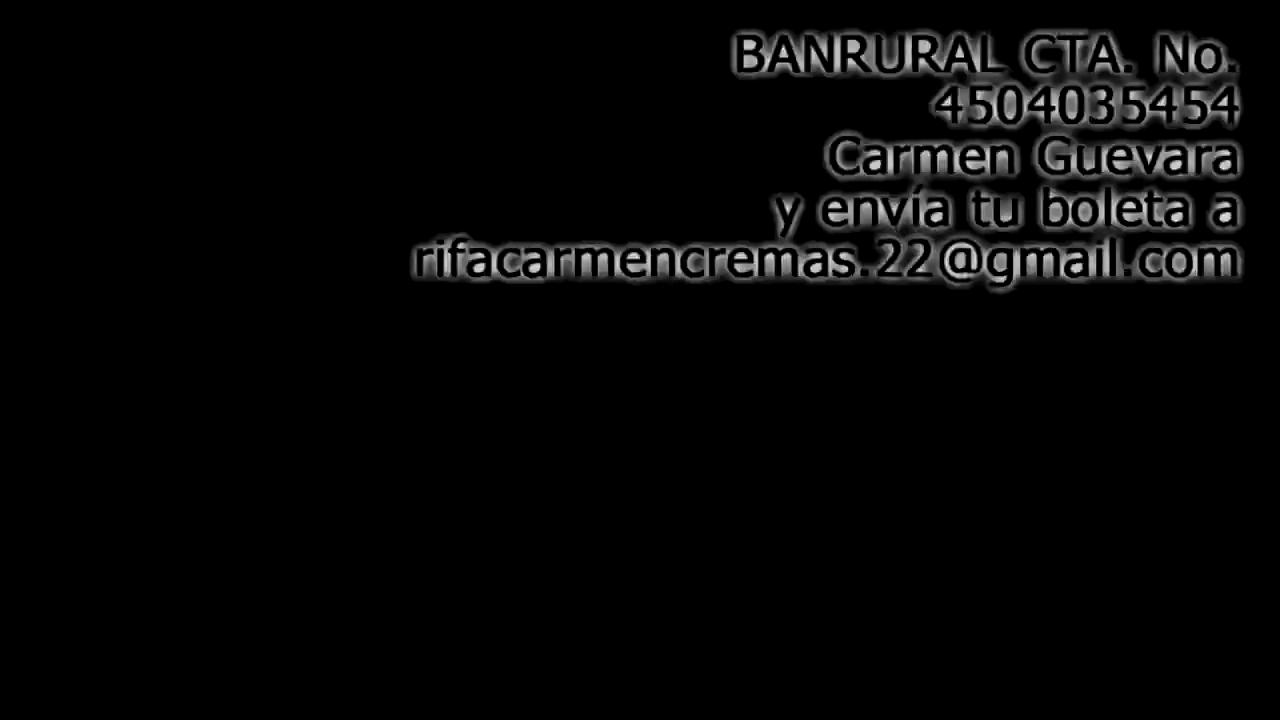 BANRURAL CTA. No.
4504035454
Carmen Guevara
y envía tu boleta a
rifacarmencremas.22@gmail.com